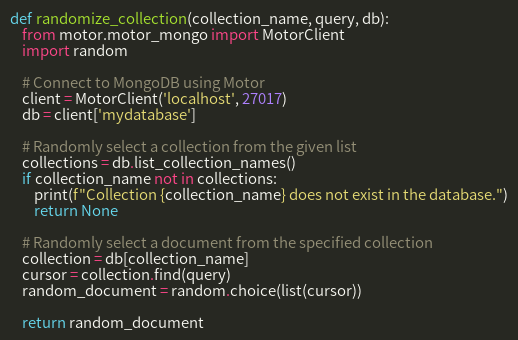 def randomize_collection(collection_name, query, db):
from motor.motor_mongo import MotorClient
import random
# Connect to MongoDB using Motor
client = MotorClient('localhost', 27017)
db = client['mydatabase']
# Randomly select a collection from the given list
collections = db.list_collection_names()
if collection_name not in collections:
print(f"Collection {collection_name} does not exist in the database.")
return None
# Randomly select a document from the specified collection
collection = db[collection_name]
cursor = collection.find(query)
random_document = random.choice(list(cursor))
return random_document